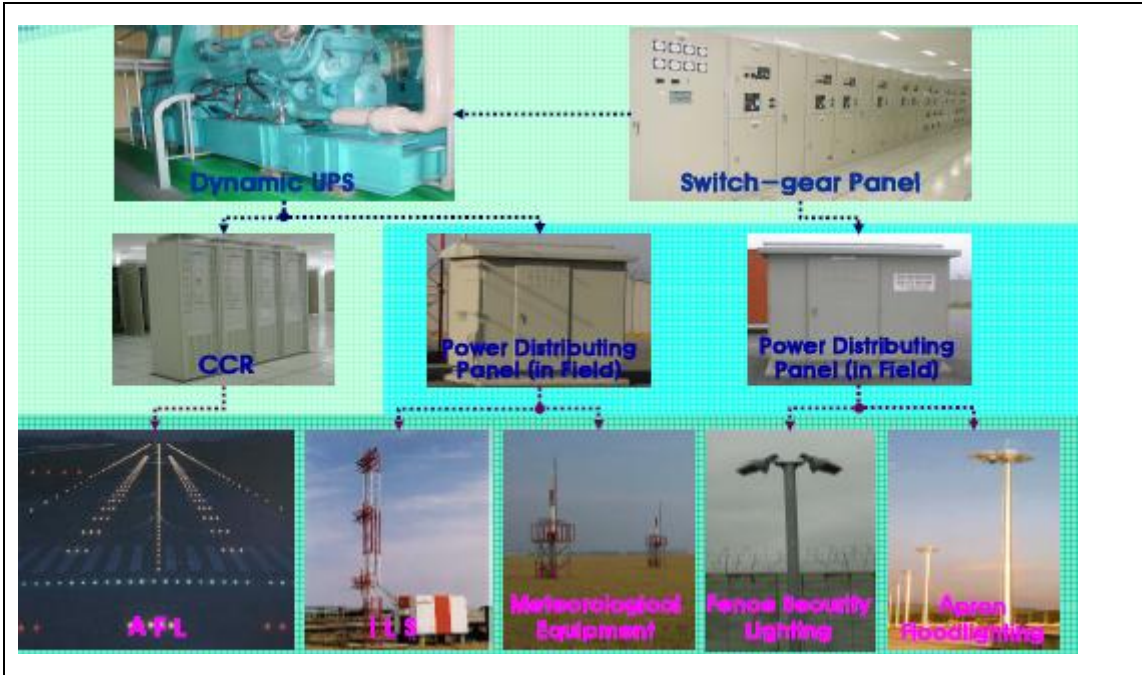 Dynamic UPS
Switch-gear Panel
CCR
Power Distributing
Panel (in Field)
Power Distributing
Panel (in Field)
A F L
I L S
Meteorological
Equipment
Fence Security
Lighting
Apron
Floodlighting